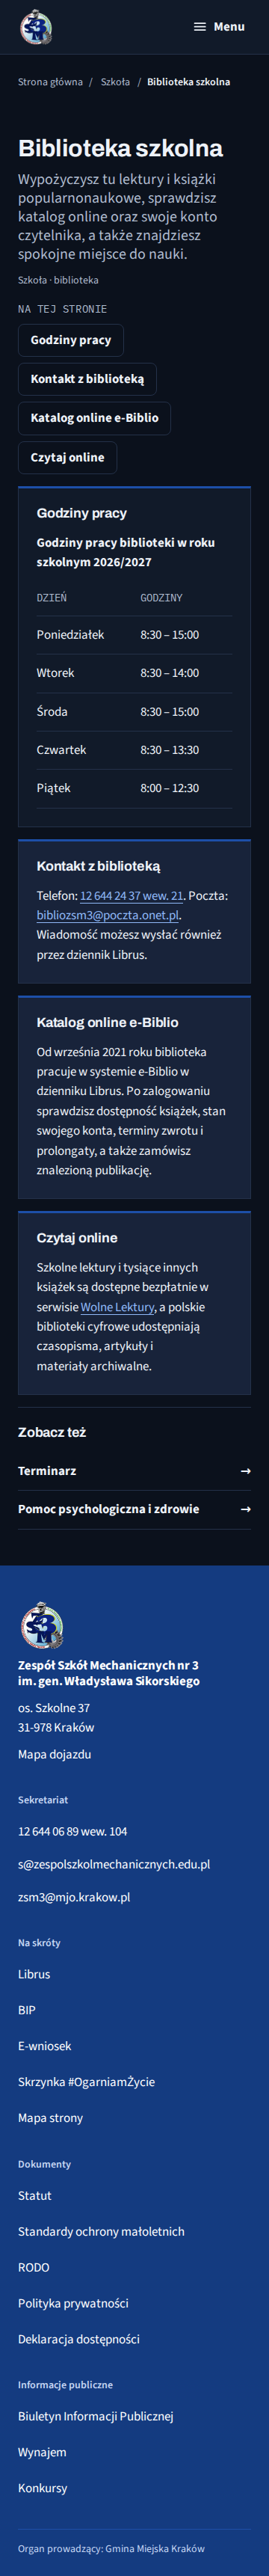 Menu
Szkoła główna / Szkoła / Biblioteka szkolna
Biblioteka szkolna
Wypożyczysz tu lektury i książki
popularnonaukowe, sprawdzisz
katalog online oraz swoje konto
czytelnika, a także znajdziesz
spokojne miejsce do nauki.
Szkoła · biblioteka
NA TEJ STRONIE
Godziny pracy
Kontakt z biblioteką
Katalog online e-Biblio
Czytaj online
Godziny pracy
Godziny pracy biblioteki w roku
szkolnym 2026/2027
DZIEŃ GODZINY
Poniedziałek 8:30 – 15:00
Wtorek 8:30 – 14:00
Środa 8:30 – 15:00
Czwartek 8:30 – 13:30
Piątek 8:00 – 12:30
Kontakt z biblioteką
Telefon: 12 644 24 37 wew. 21. Poczta:
bibliozsm3@poczta.onet.pl.
Wiadomość możesz wysłać również
przez dziennik Librus.
Katalog online e-Biblio
Od września 2021 roku biblioteka
pracuje w systemie e-Biblio w
dzienniku Librus. Po zalogowaniu
sprawdzisz dostępność książek, stan
swojego konta, terminy zwrotu i
prolongaty, a także zamówisz
znalezioną publikację.
Czytaj online
Szkolne lektury i tysiące innych
książek są dostępne bezpłatnie w
serwisie Wolne Lektury, a polskie
biblioteki cyfrowe udostępniają
czasopisma, artykuły i
materiały archiwalne.
Zobacz też
Terminarz →
Pomoc psychologiczna i zdrowie →
Zespół Szkół Mechanicznych nr 3
im. gen. Władysława Sikorskiego
os. Szkolne 37
31-978 Kraków
Mapa dojazdu
Sekretariat
12 644 06 89 wew. 104
s@zespolszkolmechanicznych.edu.pl
zsm3@mjo.krakow.pl
Na skróty
Librus
BIP
E-wniosek
Skrzynka #OgarniamŻycie
Mapa strony
Dokumenty
Statut
Standardy ochrony małoletnich
RODO
Polityka prywatności
Deklaracja dostępności
Informacje publiczne
Biuletyn Informacji Publicznej
Wynajem
Konkursy
Organ prowadzący: Gmina Miejska Kraków